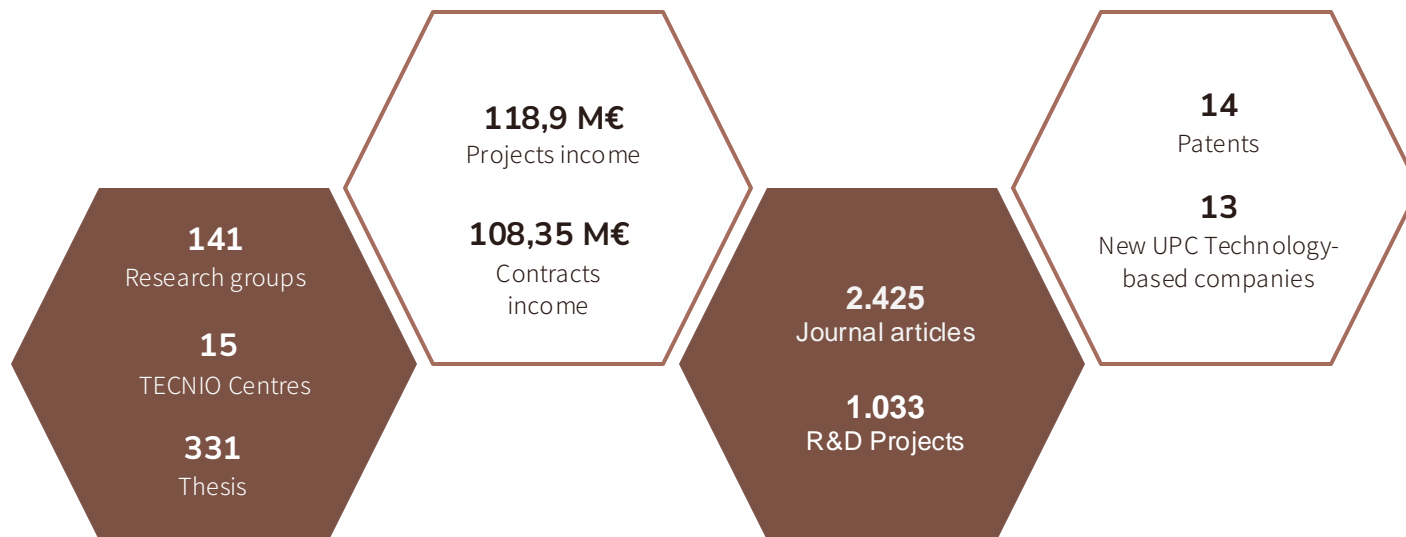 141
Research groups
15
TECNIO Centres
331
Thesis
118,9 M€
Projects income
108,35 M€
Contracts
income
2.425
Journal articles
1.033
R&D Projects
14
Patents
13
New UPC Technology-
based companies